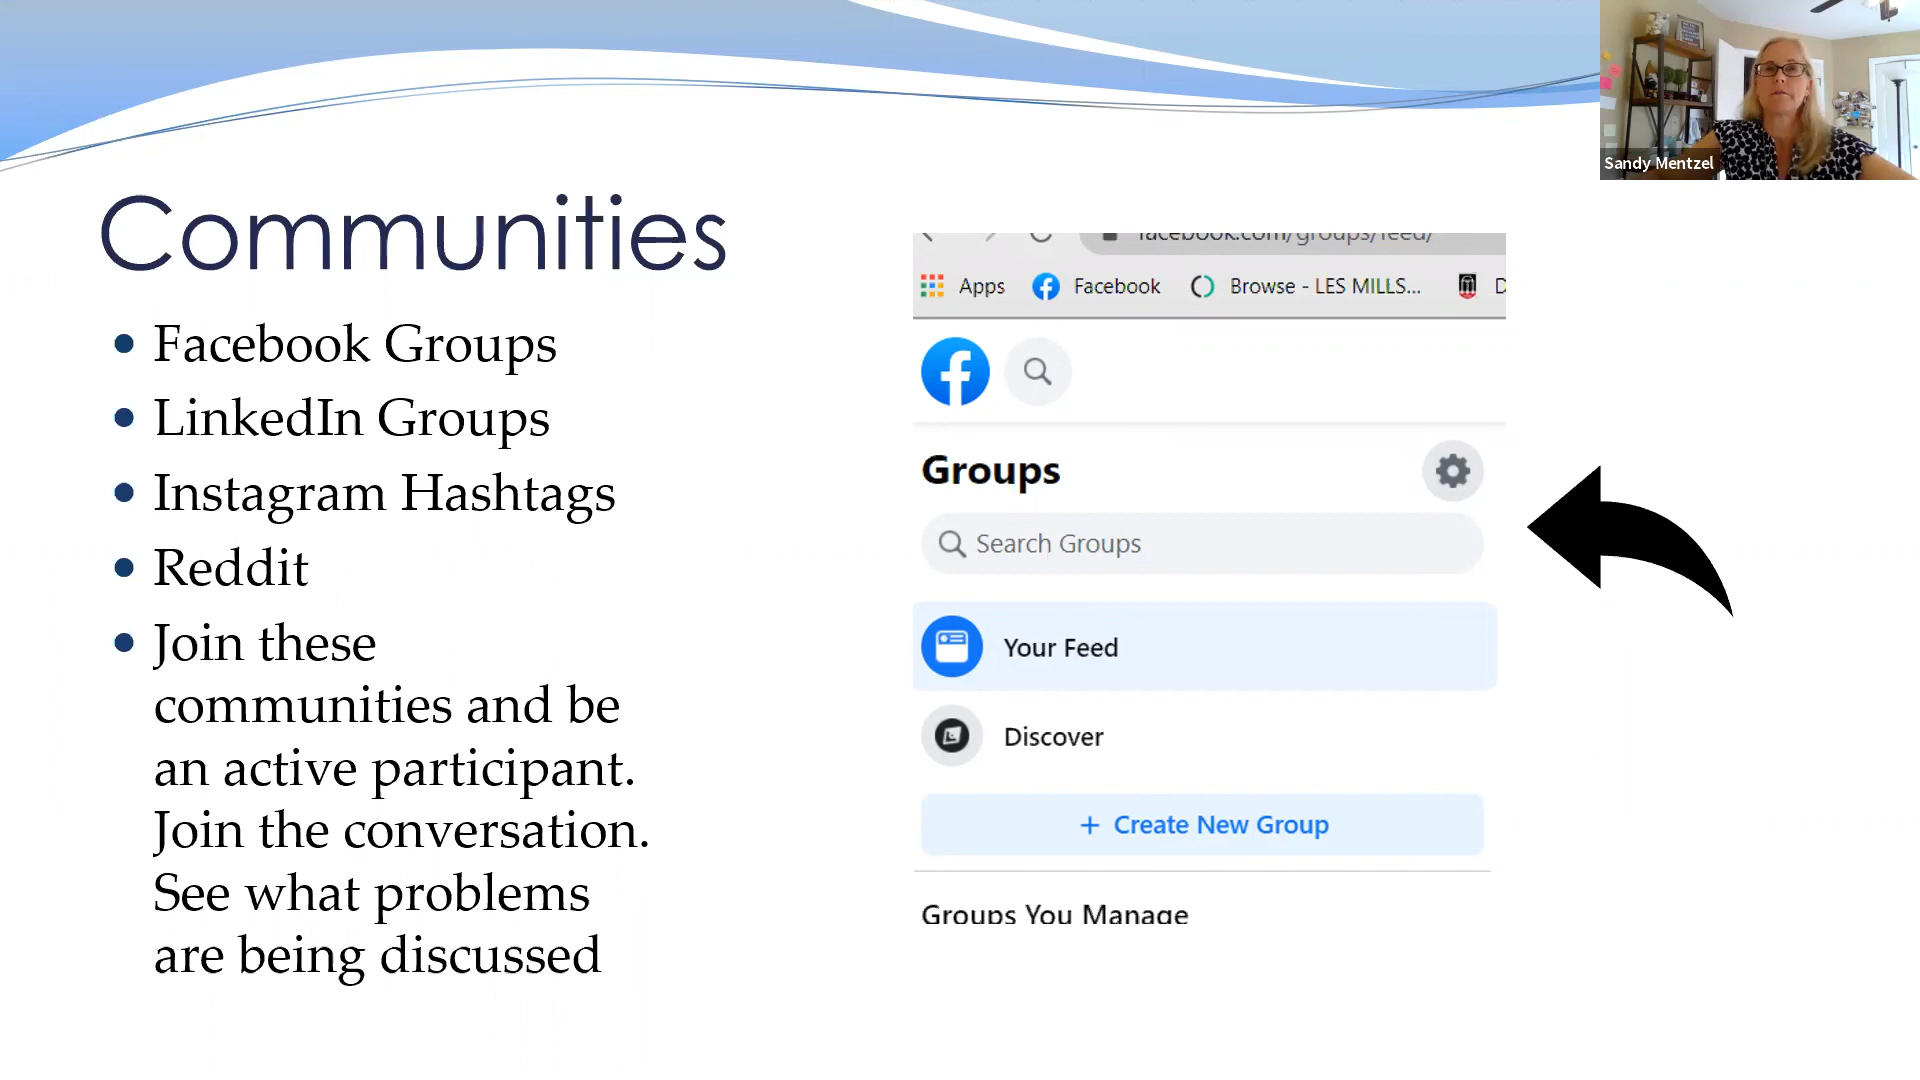 Sandy Mentzel
Communities
Facebook Groups
LinkedIn Groups
Instagram Hashtags
Reddit
Join these
communities and be
an active participant.
Join the conversation.
See what problems
are being discussed
facebook.com/groups/feed/
Apps Facebook Browse - LES MILLS... D
Groups
Search Groups
Your Feed
Discover
+ Create New Group
Groups You Manage